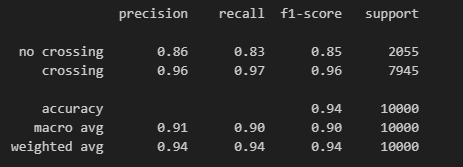 precision recall f1-score support
no crossing 0.86 0.83 0.85 2055
crossing 0.96 0.97 0.96 7945
accuracy 0.94 10000
macro avg 0.91 0.90 0.90 10000
weighted avg 0.94 0.94 0.94 10000